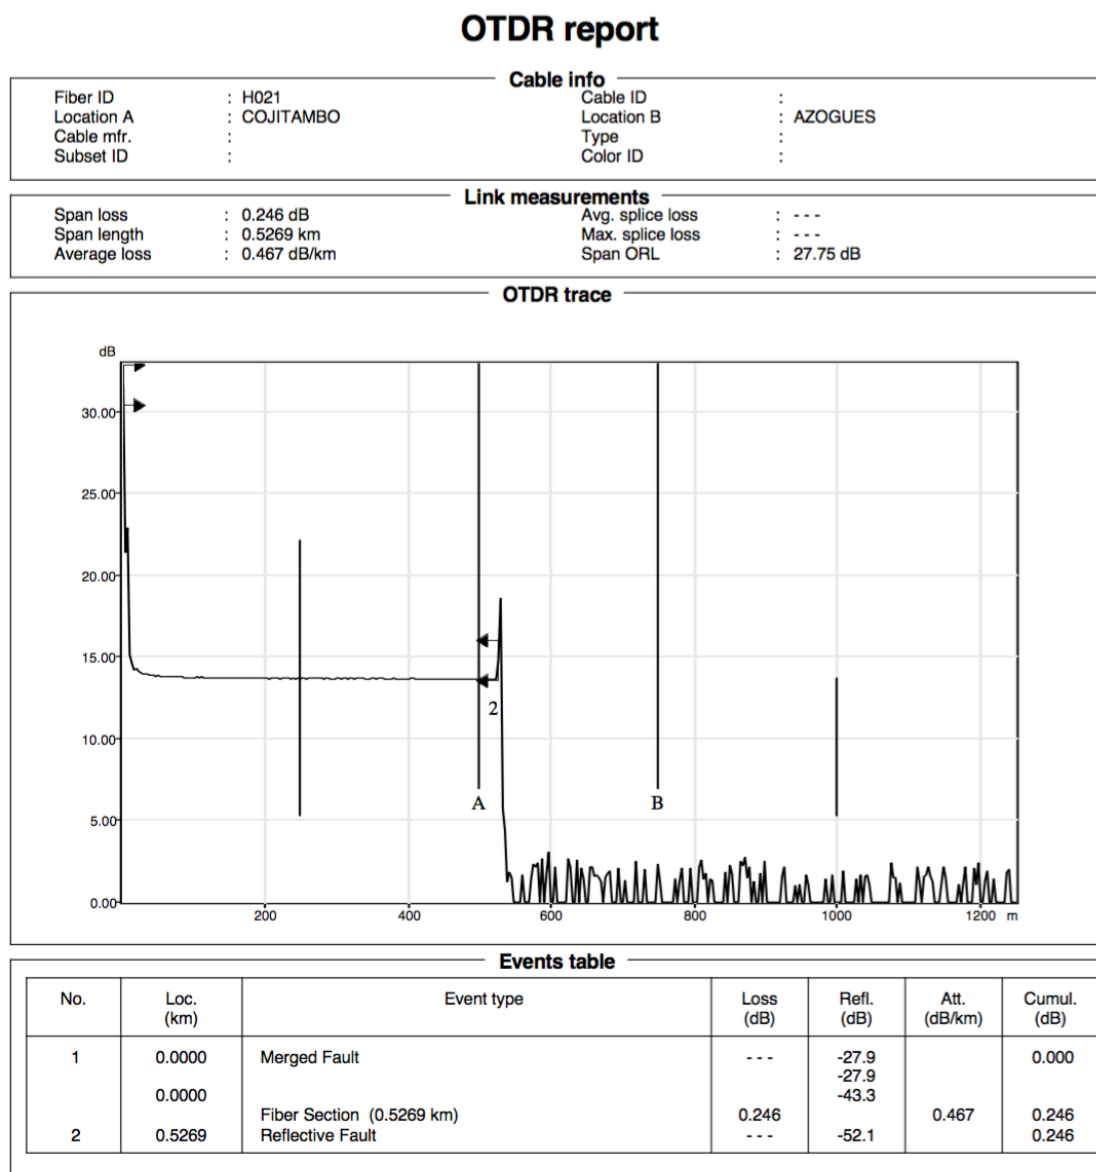 OTDR report
Cable info
Fiber ID : H021 Cable ID :
Location A : COJITAMBO Location B : AZOGUES
Cable mfr. : Type :
Subset ID : Color ID :
Link measurements
Span loss : 0.246 dB Avg. splice loss : - - -
Span length : 0.5269 km Max. splice loss : - - -
Average loss : 0.467 dB/km Span ORL : 27.75 dB
OTDR trace
dB
30.00
25.00
20.00
15.00
2
10.00
A B
5.00
0.00
200 400 600 800 1000 1200 m
Events table
No. Loc. Event type Loss Refl. Att. Cumul.
(km) (dB) (dB) (dB/km) (dB)
1 0.0000 Merged Fault - - - -27.9 0.000
-27.9
0.0000 -43.3
Fiber Section (0.5269 km) 0.246 0.467 0.246
2 0.5269 Reflective Fault - - - -52.1 0.246